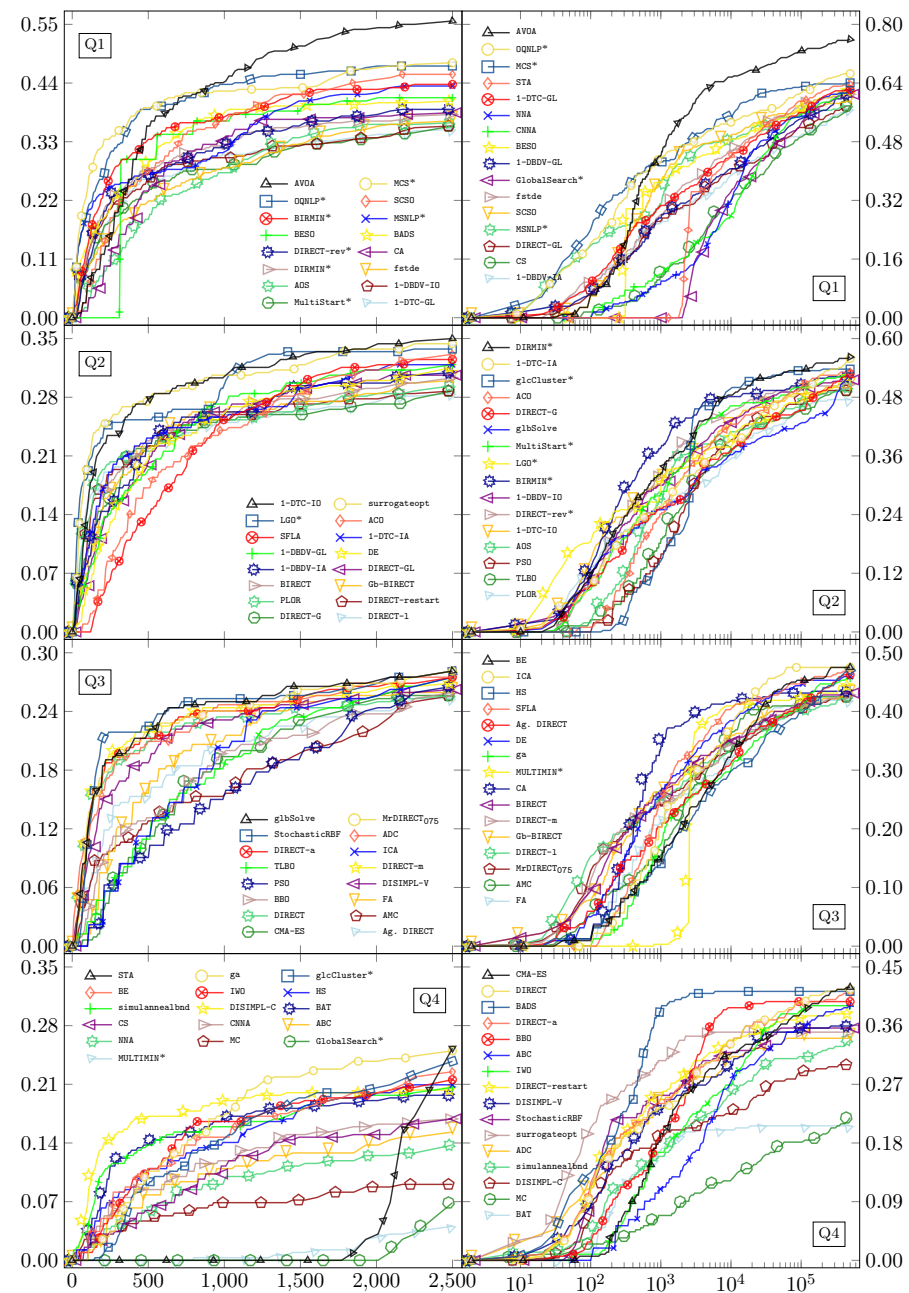 0.55
0.44
0.33
0.22
0.11
0.00
Q1
AVOA
OQNLP*
BIRMIN*
BESO
DIRECT-rev*
DIRMIN*
AOS
MultiStart*
MCS*
SCSO
MSNLP*
BADS
CA
fstde
1-DBDV-IO
1-DTC-GL
AVOA
OQNLP*
MCS*
STA
1-DTC-GL
NNA
CNNA
BESO
1-DBDV-GL
GlobalSearch*
fstde
SCSO
MSNLP*
DIRECT-GL
CS
1-DBDV-IA
Q1
0.80
0.64
0.48
0.32
0.16
0.00
0.35
0.28
0.21
0.14
0.07
0.00
Q2
1-DTC-IO
LGO*
SFLA
1-DBDV-GL
1-DBDV-IA
BIRECT
PLOR
DIRECT-G
surrogateopt
ACO
1-DTC-IA
DE
DIRECT-GL
Gb-BIRECT
DIRECT-restart
DIRECT-l
DIRMIN*
1-DTC-IA
glcCluster*
ACO
DIRECT-G
glbSolve
MultiStart*
LGO*
BIRMIN*
1-DBDV-IO
DIRECT-rev*
1-DTC-IO
AOS
PSO
TLBO
PLOR
Q2
0.60
0.48
0.36
0.24
0.12
0.00
0.30
0.24
0.18
0.12
0.06
0.00
Q3
glbSolve
StochasticRBF
DIRECT-a
TLBO
PSO
BBO
DIRECT
CMA-ES
MrDIRECT₀₇₅
ADC
ICA
DIRECT-m
DISIMPL-V
FA
AMC
Ag. DIRECT
BE
ICA
HS
SFLA
Ag. DIRECT
DE
ga
MULTIMIN*
CA
BIRECT
DIRECT-m
Gb-BIRECT
DIRECT-l
MrDIRECT₀₇₅
AMC
FA
Q3
0.50
0.40
0.30
0.20
0.10
0.00
0.35
0.28
0.21
0.14
0.07
0.00
STA
BE
simulannealbnd
CS
NNA
MULTIMIN*
ga
IWO
DISIMPL-C
CNNA
MC
glcCluster*
HS
BAT
ABC
GlobalSearch*
Q4
CMA-ES
DIRECT
BADS
DIRECT-a
BBO
ABC
IWO
DIRECT-restart
DISIMPL-V
StochasticRBF
surrogateopt
ADC
simulannealbnd
DISIMPL-C
MC
BAT
Q4
0.45
0.36
0.27
0.18
0.09
0.00
0 500 1,000 1,500 2,000 2,500
10¹ 10² 10³ 10⁴ 10⁵